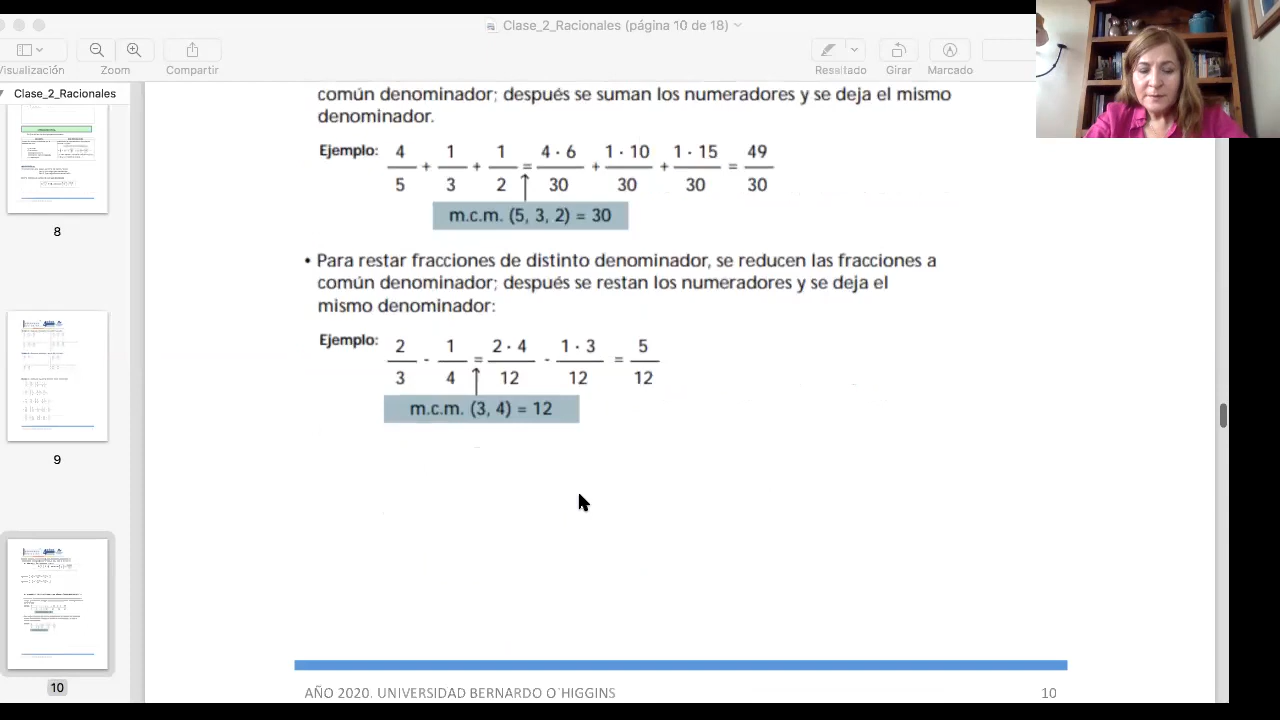 Clase_2_Racionales (página 10 de 18)
Visualización Zoom Compartir Resaltado Girar Marcado
Clase_2_Racionales
8
9
10
común denominador; después se suman los numeradores y se deja el mismo
denominador.
Ejemplo: 4/5 + 1/3 + 1/2 = 4 · 6/30 + 1 · 10/30 + 1 · 15/30 = 49/30
m.c.m. (5, 3, 2) = 30
• Para restar fracciones de distinto denominador, se reducen las fracciones a
común denominador; después se restan los numeradores y se deja el
mismo denominador:
Ejemplo: 2/3 - 1/4 = 2 · 4/12 - 1 · 3/12 = 5/12
m.c.m. (3, 4) = 12
AÑO 2020. UNIVERSIDAD BERNARDO O´HIGGINS 10